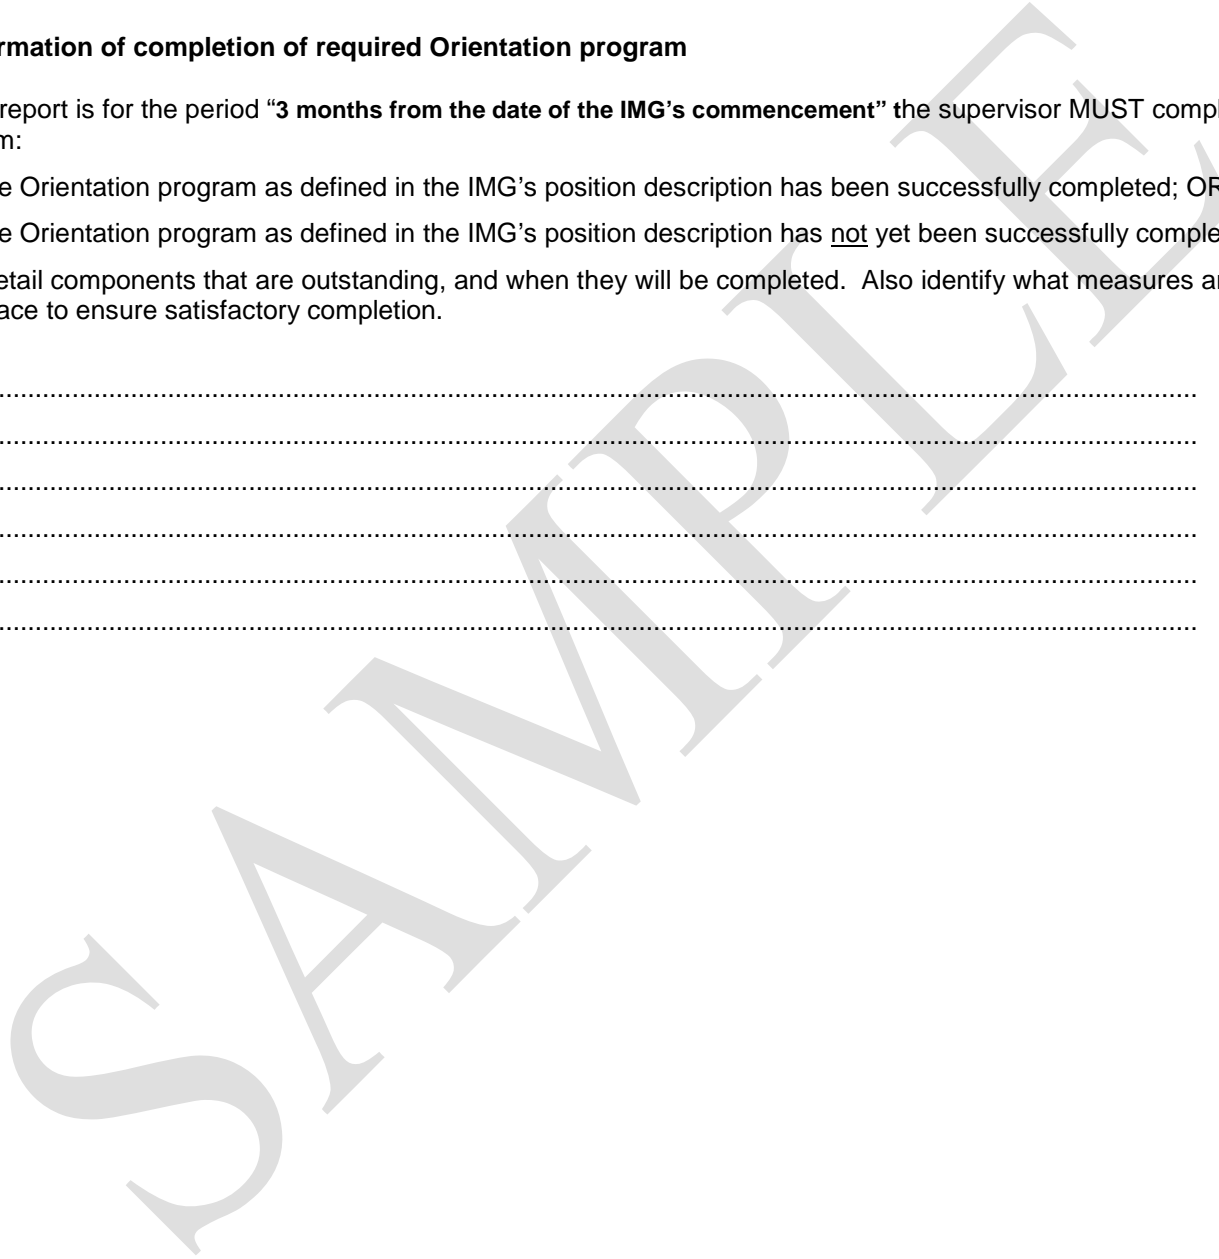 rmation of completion of required Orientation program
report is for the period “3 months from the date of the IMG’s commencement” the supervisor MUST compl
m:
e Orientation program as defined in the IMG’s position description has been successfully completed; OR
e Orientation program as defined in the IMG’s position description has not yet been successfully comple
etail components that are outstanding, and when they will be completed.  Also identify what measures ar
ace to ensure satisfactory completion.
SAMPLE